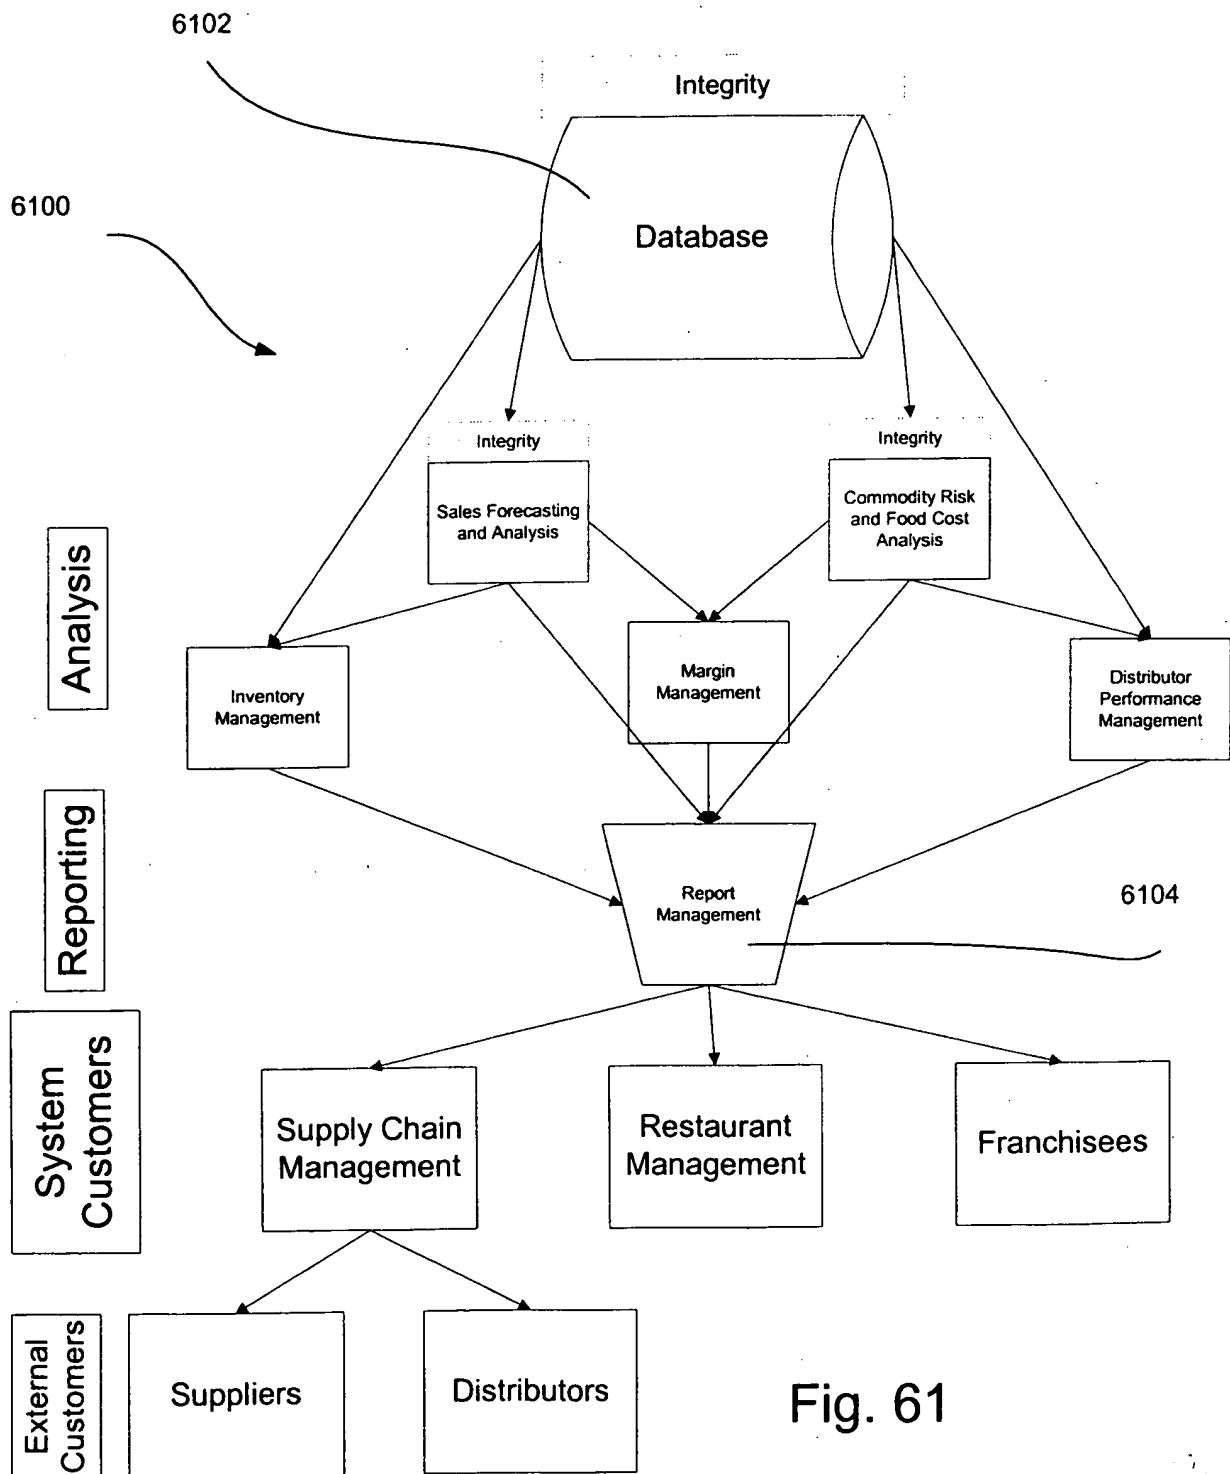 6102
Integrity
6100
Database
Integrity
Integrity
Sales Forecasting
and Analysis
Commodity Risk
and Food Cost
Analysis
Analysis
Inventory
Management
Margin
Management
Distributor
Performance
Management
Reporting
Report
Management
6104
System
Customers
Supply Chain
Management
Restaurant
Management
Franchisees
External
Customers
Suppliers
Distributors
Fig. 61